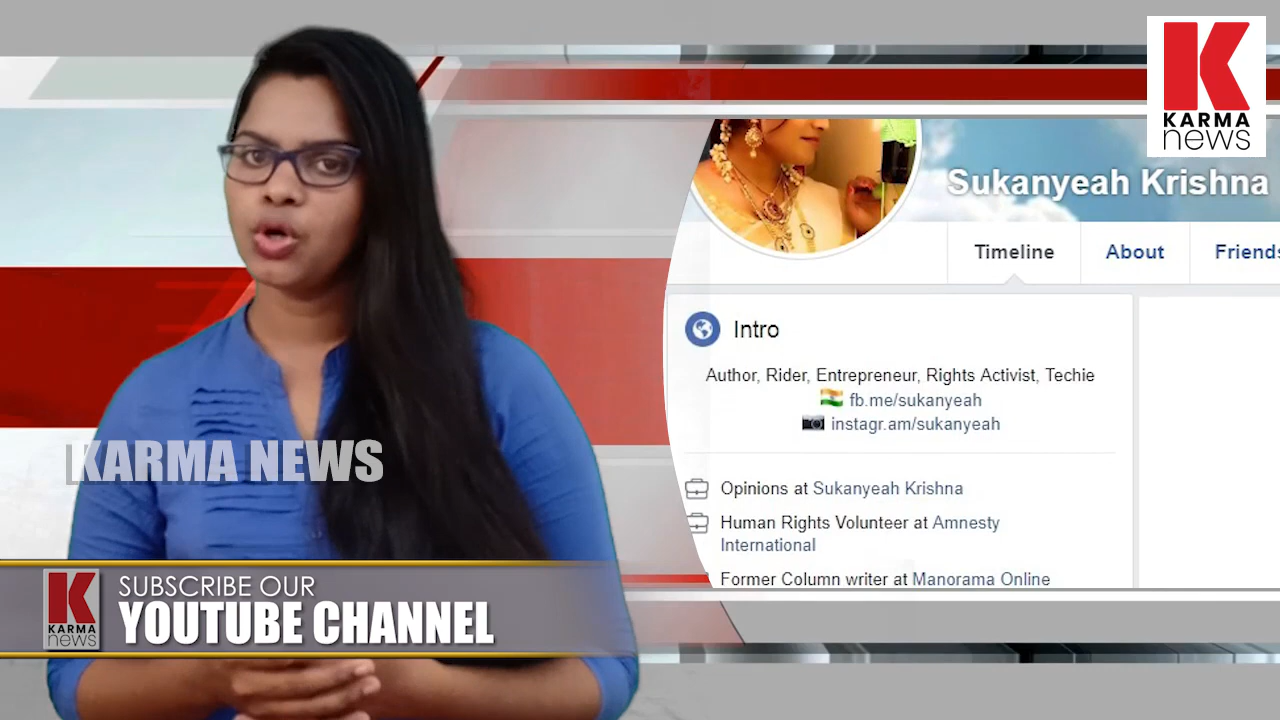 K
KARMA
news
Sukanyeah Krishna
Timeline
About
Friends
Intro
Author, Rider, Entrepreneur, Rights Activist, Techie
fb.me/sukanyeah
instagr.am/sukanyeah
KARMA NEWS
Opinions at Sukanyeah Krishna
Human Rights Volunteer at Amnesty
International
Former Column writer at Manorama Online
K
KARMA
news
SUBSCRIBE OUR
YOUTUBE CHANNEL